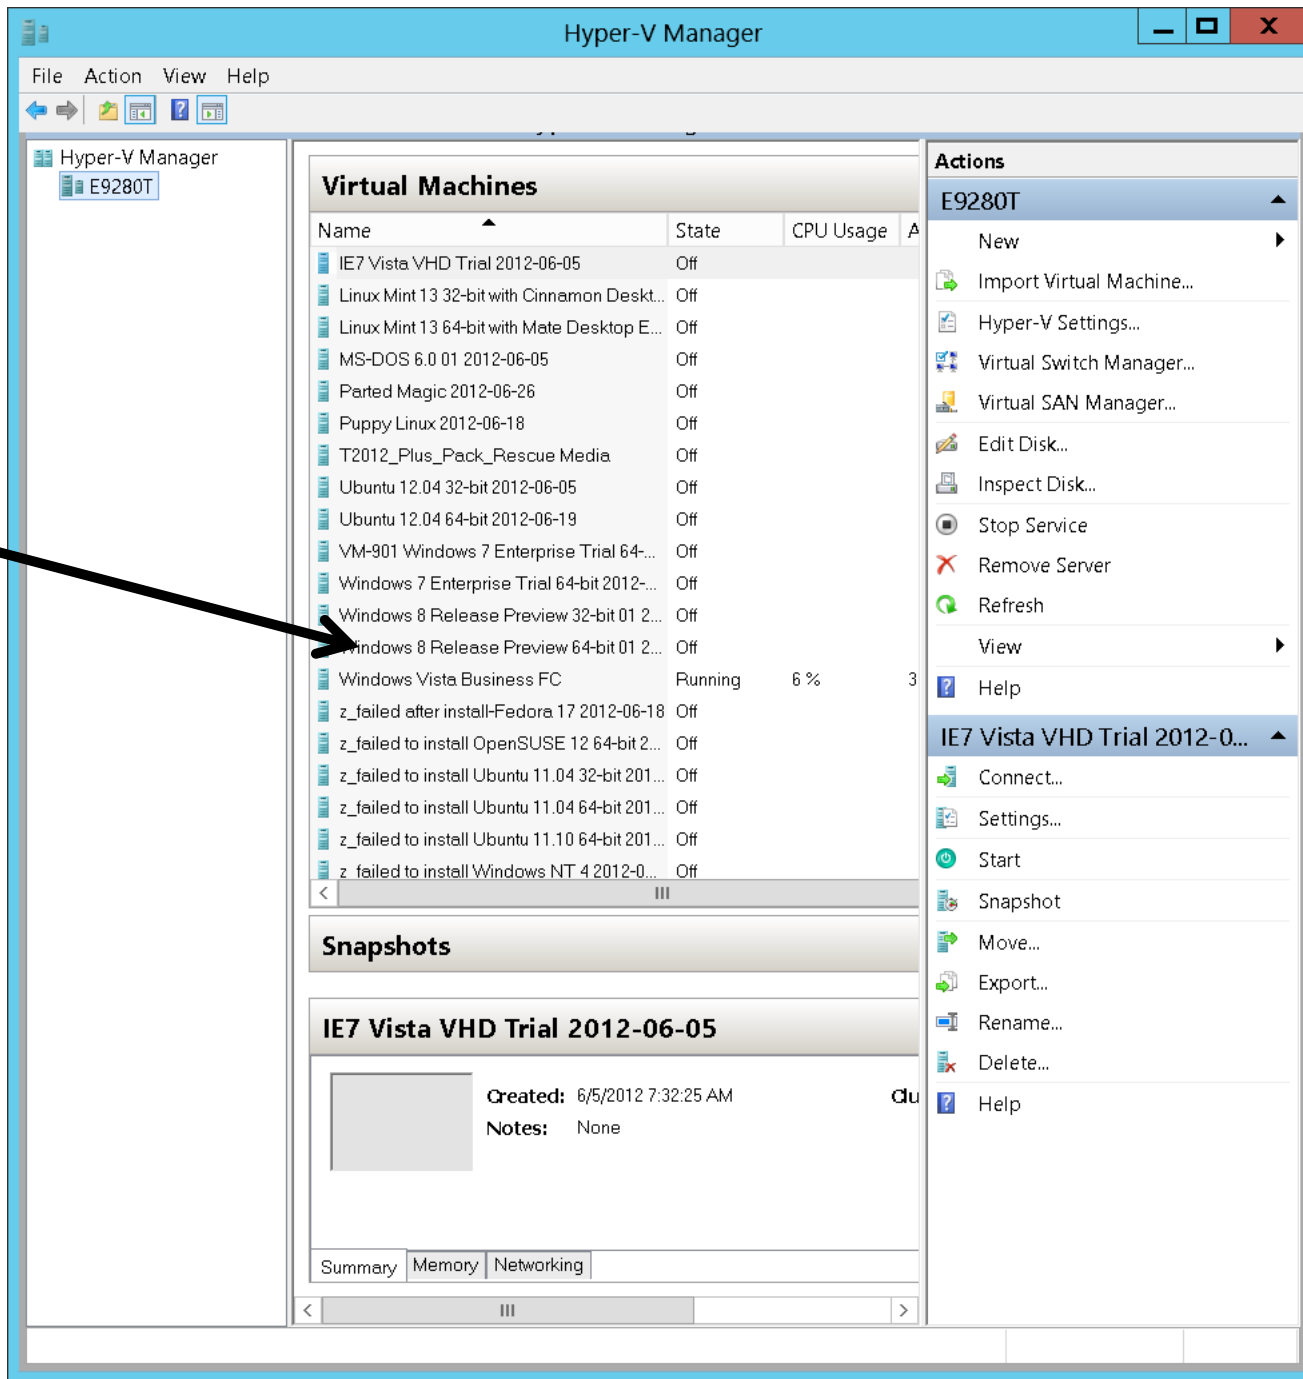 Hyper-V Manager
File Action View Help
Hyper-V Manager
E9280T
Virtual Machines
Name State CPU Usage A
IE7 Vista VHD Trial 2012-06-05 Off
Linux Mint 13 32-bit with Cinnamon Deskt... Off
Linux Mint 13 64-bit with Mate Desktop E... Off
MS-DOS 6.0 01 2012-06-05 Off
Parted Magic 2012-06-26 Off
Puppy Linux 2012-06-18 Off
T2012_Plus_Pack_Rescue Media Off
Ubuntu 12.04 32-bit 2012-06-05 Off
Ubuntu 12.04 64-bit 2012-06-19 Off
VM-901 Windows 7 Enterprise Trial 64-... Off
Windows 7 Enterprise Trial 64-bit 2012-... Off
Windows 8 Release Preview 32-bit 01 2... Off
Windows 8 Release Preview 64-bit 01 2... Off
Windows Vista Business FC Running 6 % 3
z_failed after install-Fedora 17 2012-06-18 Off
z_failed to install OpenSUSE 12 64-bit 2... Off
z_failed to install Ubuntu 11.04 32-bit 201... Off
z_failed to install Ubuntu 11.04 64-bit 201... Off
z_failed to install Ubuntu 11.10 64-bit 201... Off
z_failed to install Windows NT 4 2012-0... Off
Snapshots
IE7 Vista VHD Trial 2012-06-05
Created: 6/5/2012 7:32:25 AM Clu
Notes: None
Summary Memory Networking
Actions
E9280T
New
Import Virtual Machine...
Hyper-V Settings...
Virtual Switch Manager...
Virtual SAN Manager...
Edit Disk...
Inspect Disk...
Stop Service
Remove Server
Refresh
View
Help
IE7 Vista VHD Trial 2012-0...
Connect...
Settings...
Start
Snapshot
Move...
Export...
Rename...
Delete...
Help